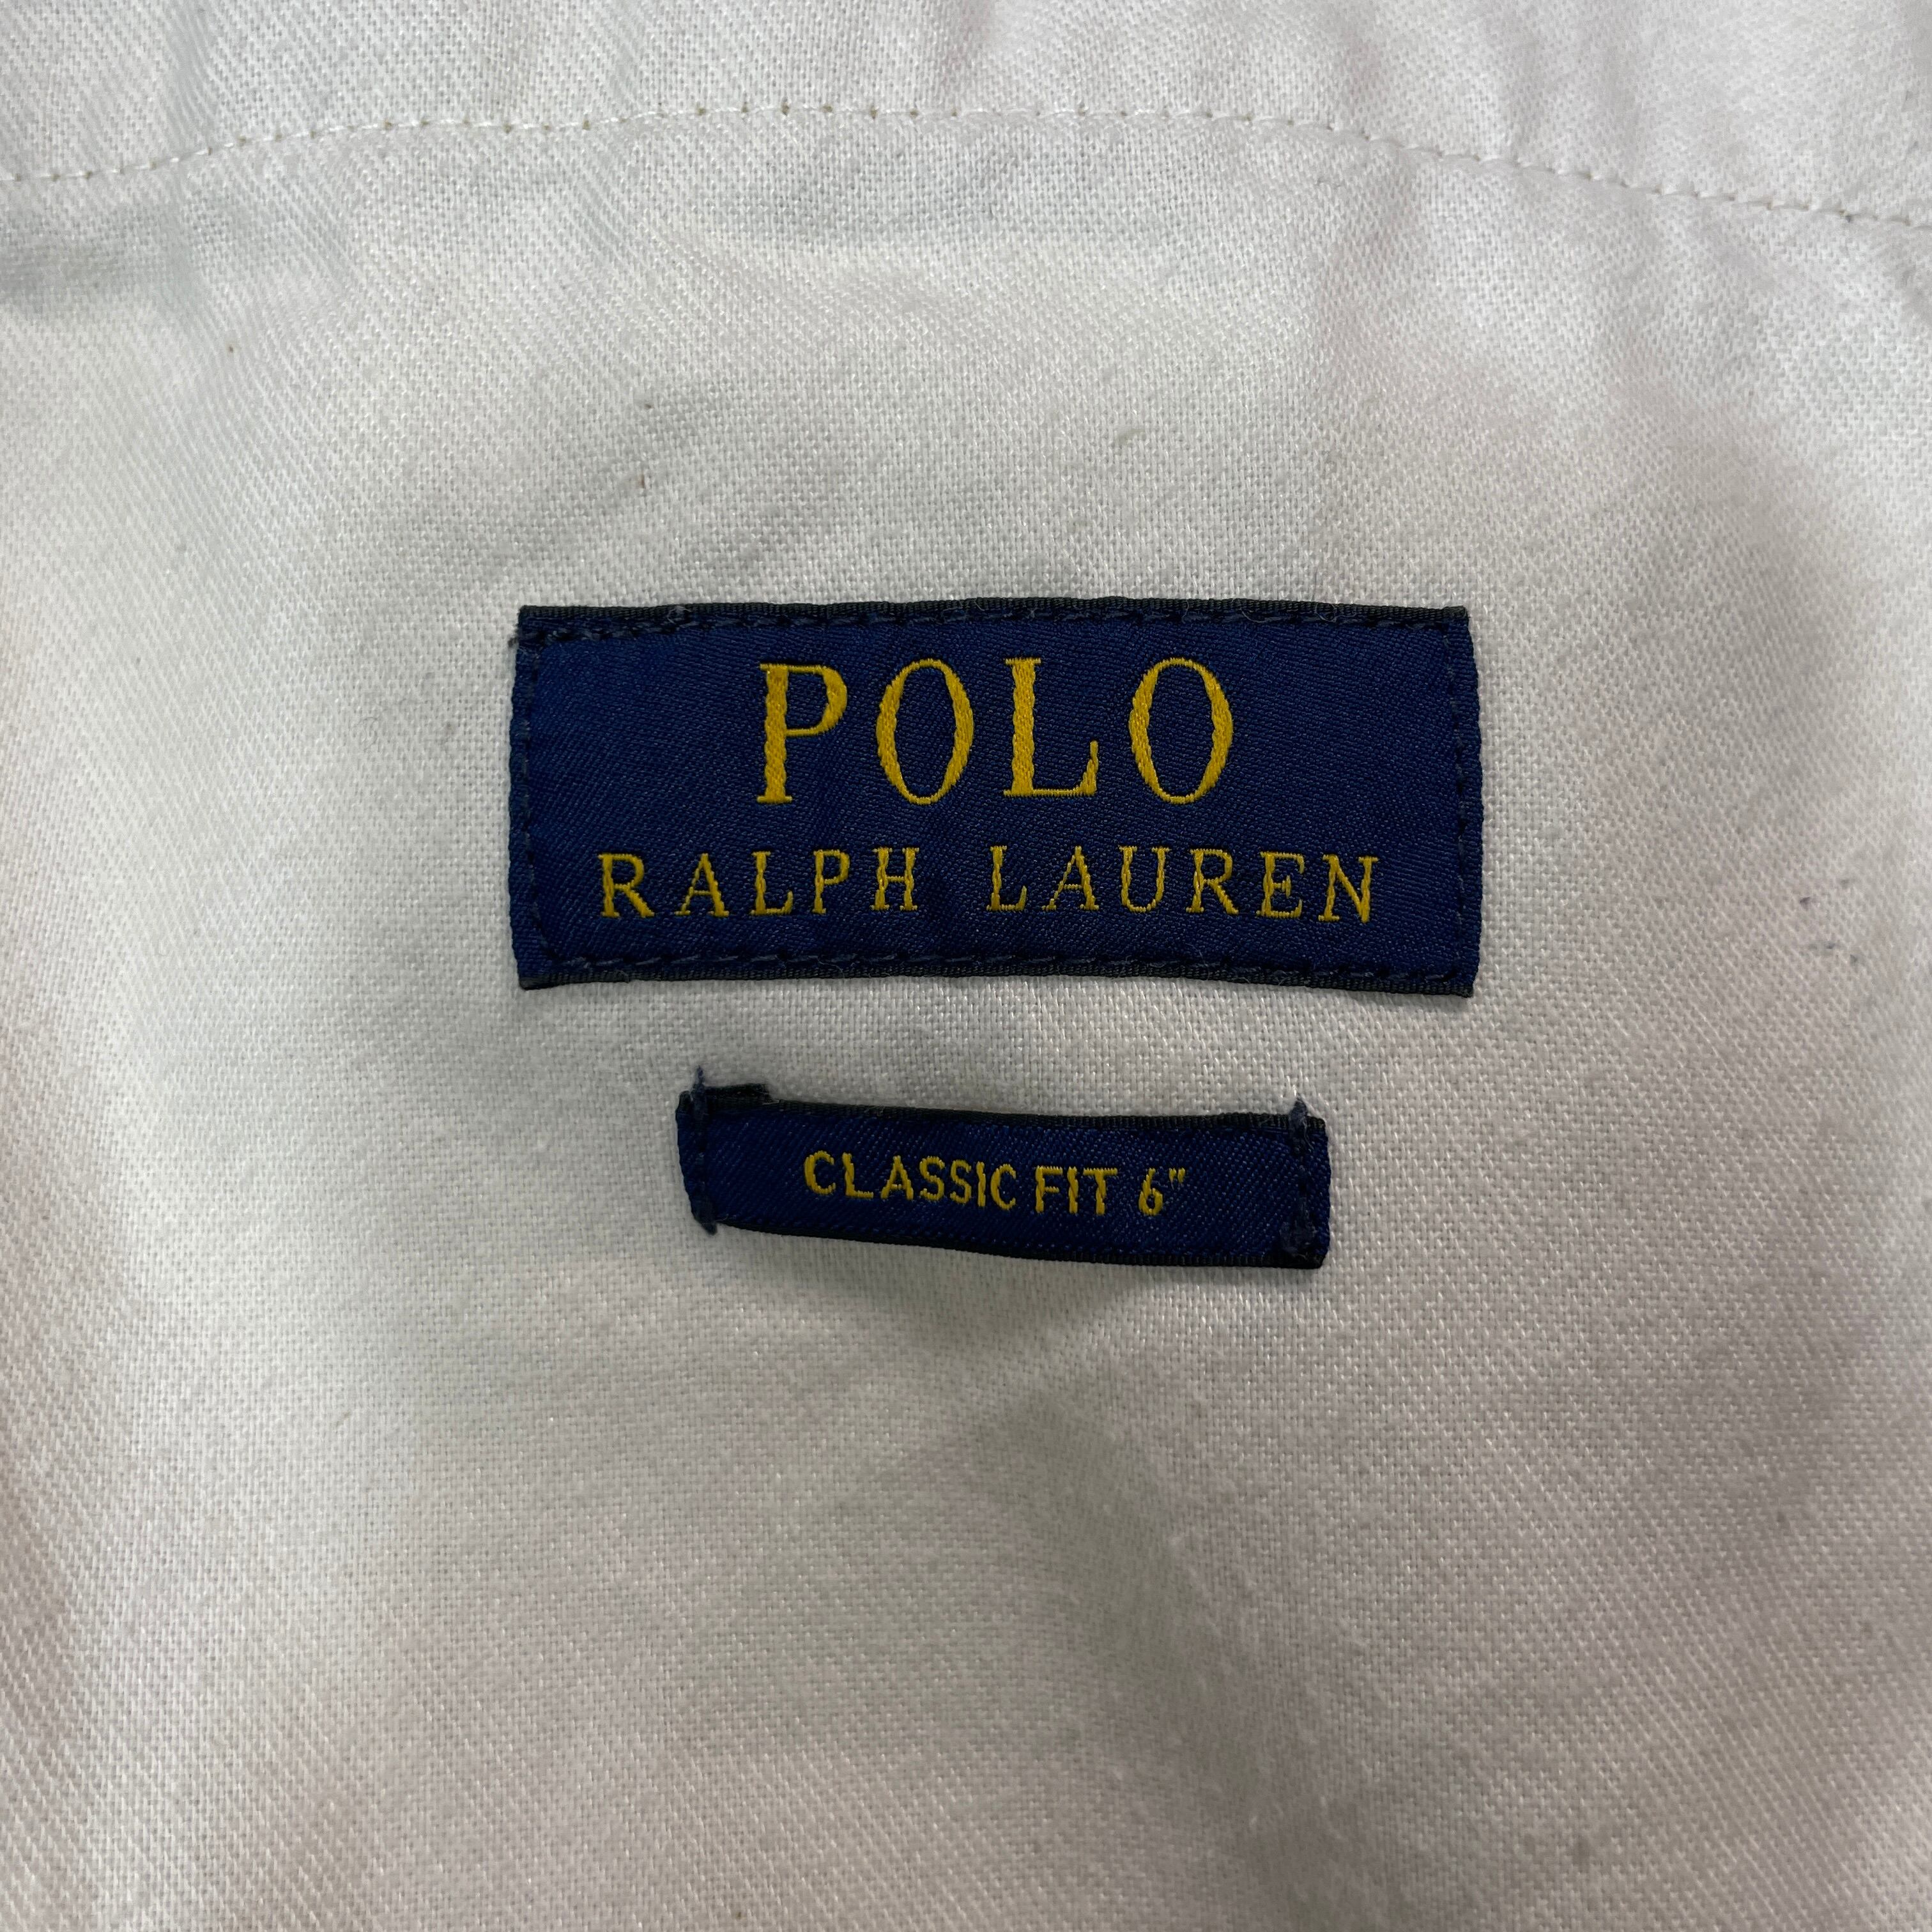 POLO
RALPH LAUREN
CLASSIC FIT 6"